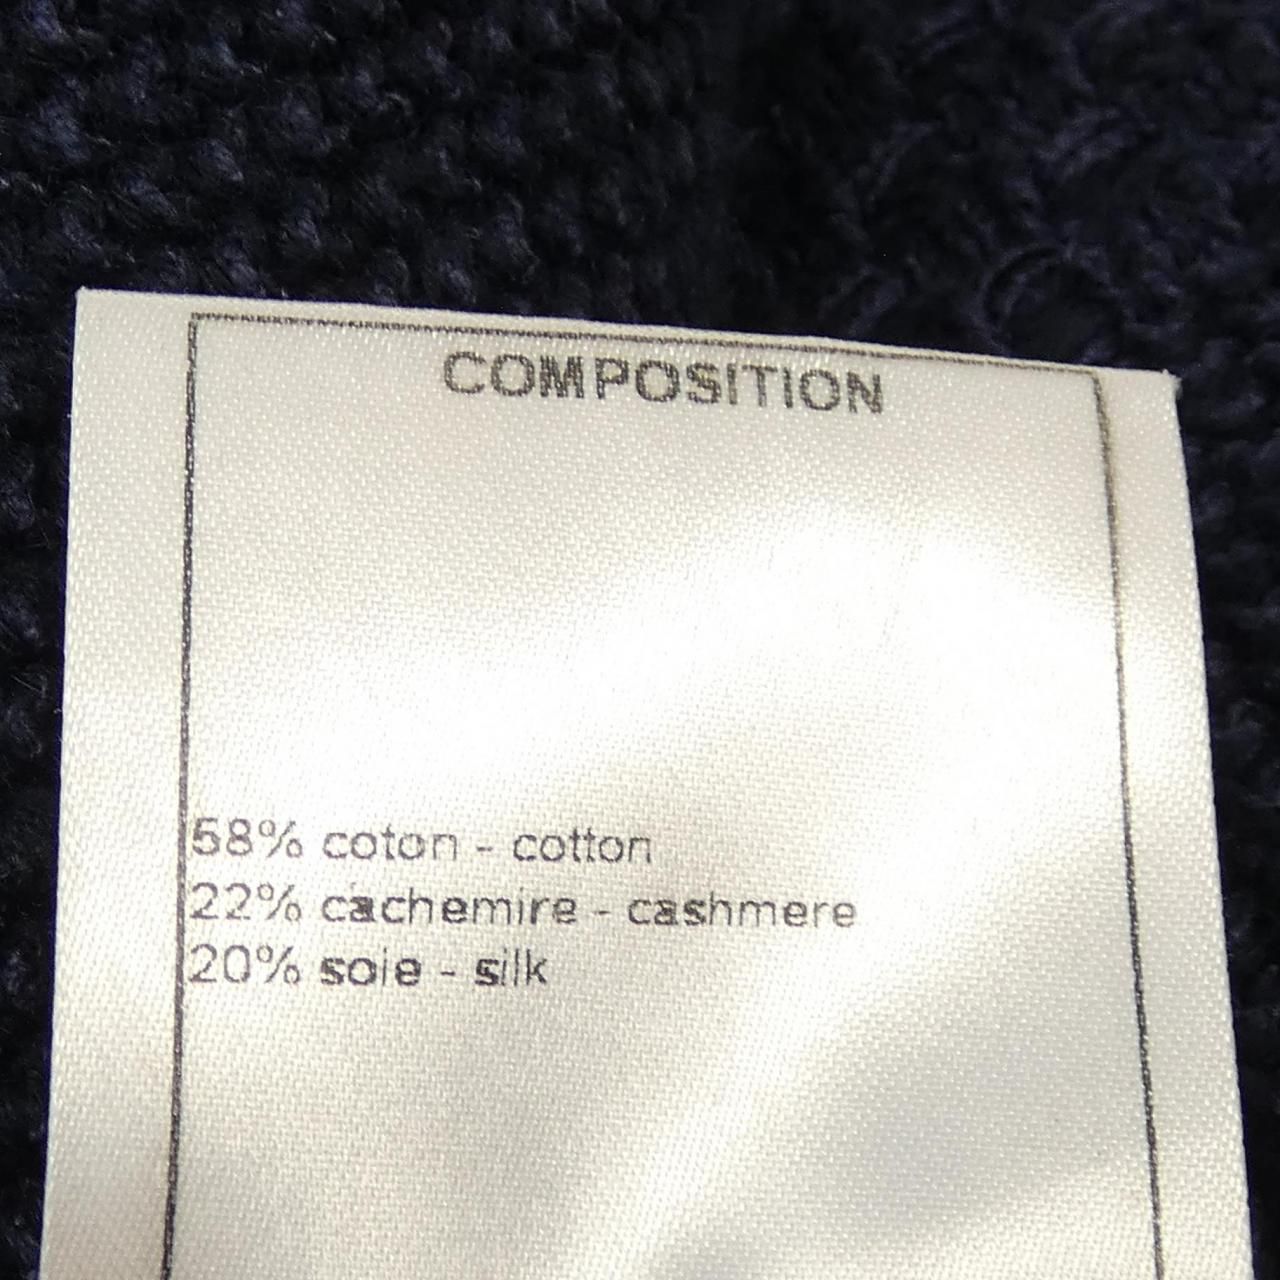 COMPOSITION
58% coton - cotton
22% cachemire - cashmere
20% soie - silk